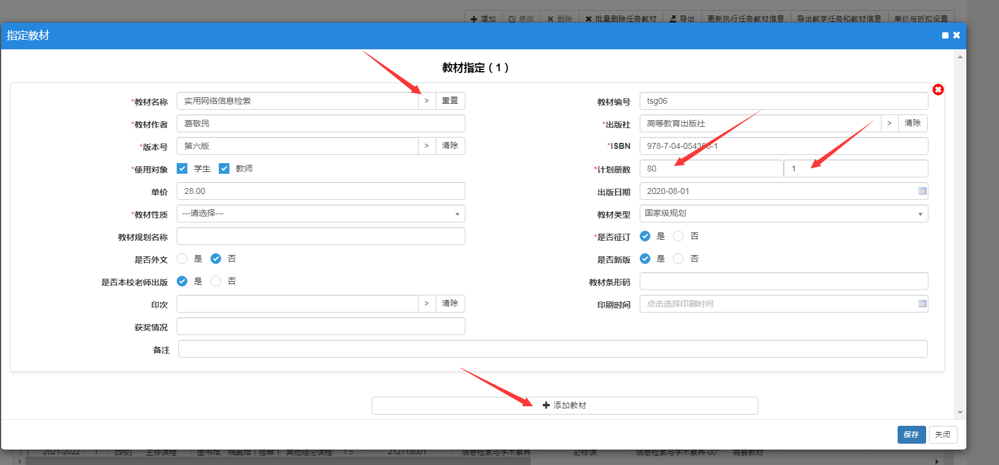 增加 修改 删除 批量删除任务教材 导出 更新执行任务教材信息 导出教学任务和教材信息 单价与折扣设置
指定教材
教材指定（1）
*教材名称 实用网络信息检索 > 重置 教材编号 tsg06
*教材作者 葛敬民 *出版社 高等教育出版社 > 清除
*版本号 第六版 > 清除 *ISBN
*使用对象 学生 教师 *计划册数 80 1
单价 28.00 出版日期 2020-08-01
*教材性质 ---请选择--- 教材类型 国家级规划
教材规划名称 *是否征订 是 否
是否外文 是 否 是否新版 是 否
是否本校老师出版 是 否 教材条形码
印次 > 清除 印刷时间 点击选择印刷时间
获奖情况
备注
添加教材
保存 关闭
2021-2022 1 西校 主修课程 图书馆、档案馆（挂靠） 其他理论课程 1.5 212718001 信息检索与学术素养 必修课 信息检索与学术素养-001 需要教材